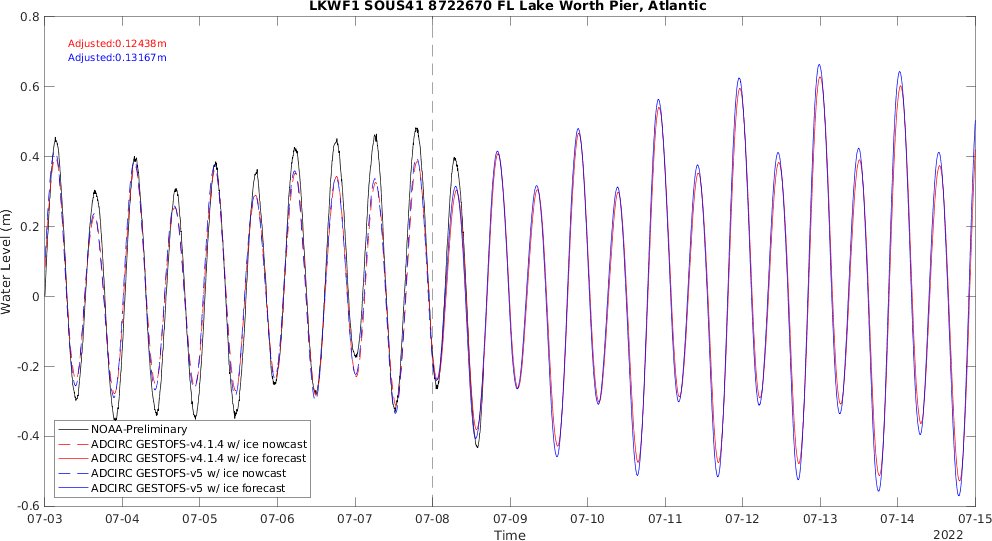 LKWF1 SOUS41 8722670 FL Lake Worth Pier, Atlantic
0.8
Adjusted:0.12438m
Adjusted:0.13167m
0.6
0.4
0.2
Water Level (m)
0
-0.2
-0.4
NOAA-Preliminary
ADCIRC GESTOFS-v4.1.4 w/ ice nowcast
ADCIRC GESTOFS-v4.1.4 w/ ice forecast
ADCIRC GESTOFS-v5 w/ ice nowcast
ADCIRC GESTOFS-v5 w/ ice forecast
-0.6
07-03 07-04 07-05 07-06 07-07 07-08 07-09 07-10 07-11 07-12 07-13 07-14 07-15
Time
2022